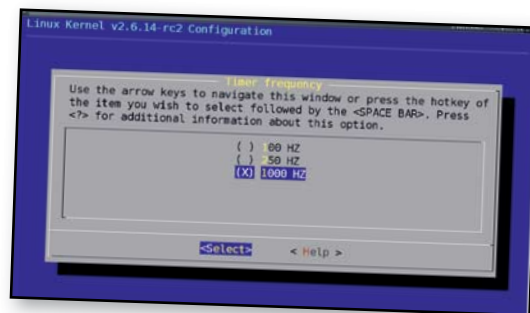 Linux Kernel v2.6.14-rc2 Configuration
Timer frequency
Use the arrow keys to navigate this window or press the hotkey of
the item you wish to select followed by the <SPACE BAR>. Press
<?> for additional information about this option.
( ) 100 HZ
( ) 250 HZ
(X) 1000 HZ
<Select> < Help >